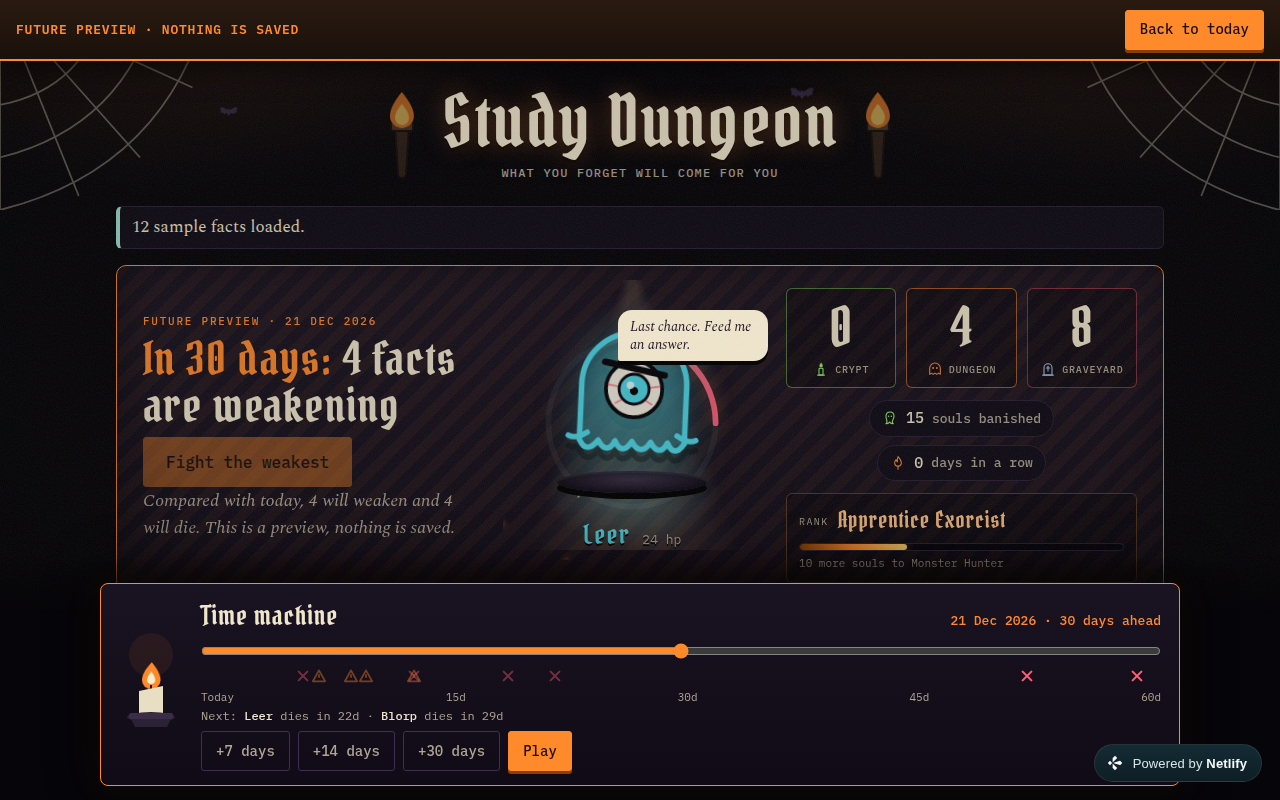 FUTURE PREVIEW · NOTHING IS SAVED
Back to today
Study Dungeon
WHAT YOU FORGET WILL COME FOR YOU
12 sample facts loaded.
FUTURE PREVIEW · 21 DEC 2026
In 30 days: 4 facts
are weakening
Fight the weakest
Compared with today, 4 will weaken and 4
will die. This is a preview, nothing is saved.
Last chance. Feed me
an answer.
Leer 24 hp
0
CRYPT
4
DUNGEON
8
GRAVEYARD
15 souls banished
0 days in a row
RANK Apprentice Exorcist
10 more souls to Monster Hunter
Time machine
21 Dec 2026 · 30 days ahead
Today 15d 30d 45d 60d
Next: Leer dies in 22d · Blorp dies in 29d
+7 days
+14 days
+30 days
Play
Powered by Netlify